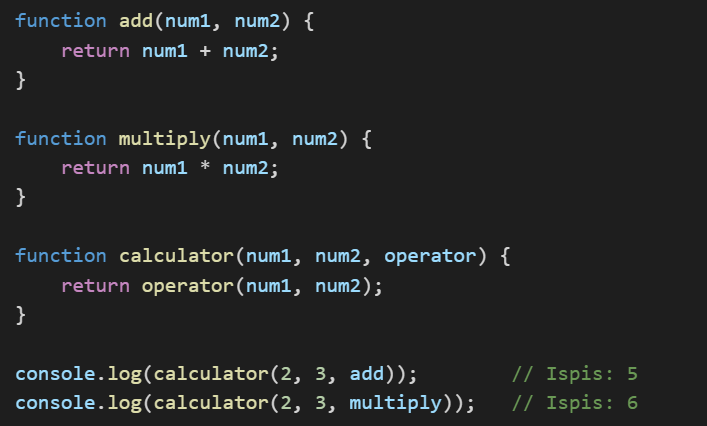 function add(num1, num2) {
    return num1 + num2;
}

function multiply(num1, num2) {
    return num1 * num2;
}

function calculator(num1, num2, operator) {
    return operator(num1, num2);
}

console.log(calculator(2, 3, add));        // Ispis: 5
console.log(calculator(2, 3, multiply));   // Ispis: 6